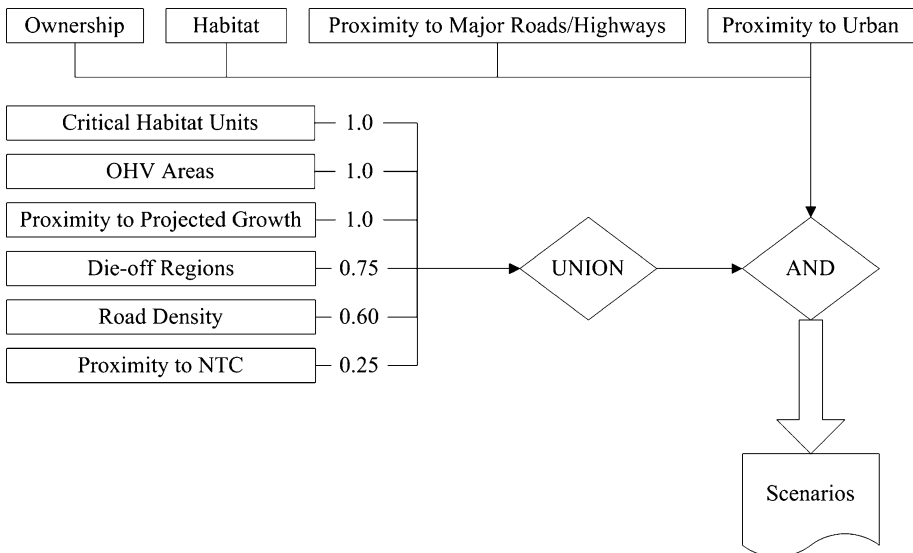 Ownership
Habitat
Proximity to Major Roads/Highways
Proximity to Urban
Critical Habitat Units 1.0
OHV Areas 1.0
Proximity to Projected Growth 1.0
Die-off Regions 0.75
UNION
AND
Road Density 0.60
Proximity to NTC 0.25
Scenarios